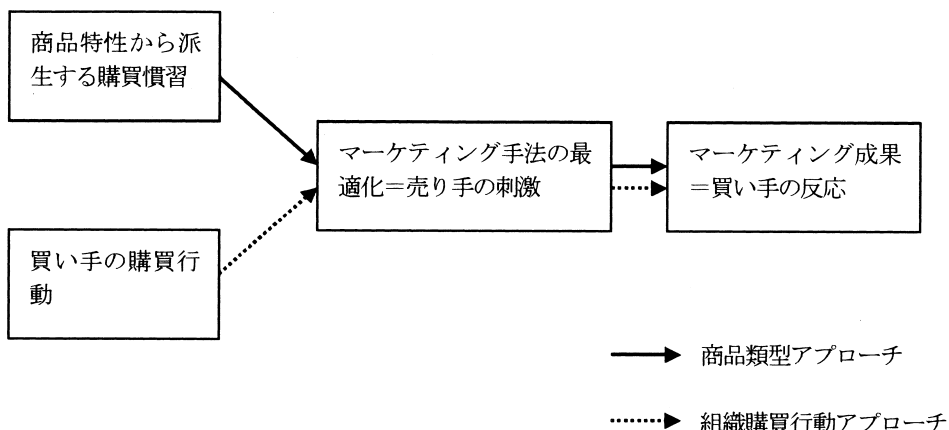 商品特性から派
生する購買慣習
マーケティング手法の最
適化＝売り手の刺激
マーケティング成果
＝買い手の反応
買い手の購買行
動
商品類型アプローチ
組織購買行動アプローチ